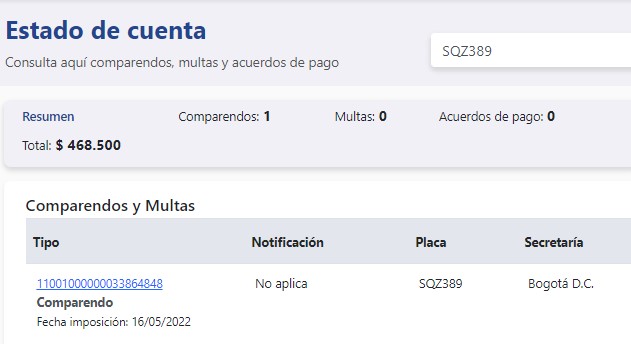 Estado de cuenta
Consulta aquí comparendos, multas y acuerdos de pago
SQZ389
Resumen Comparendos: 1 Multas: 0 Acuerdos de pago: 0
Total: $ 468.500
Comparendos y Multas
Tipo Notificación Placa Secretaría
11001000000033864848 No aplica SQZ389 Bogotá D.C.
Comparendo
Fecha imposición: 16/05/2022